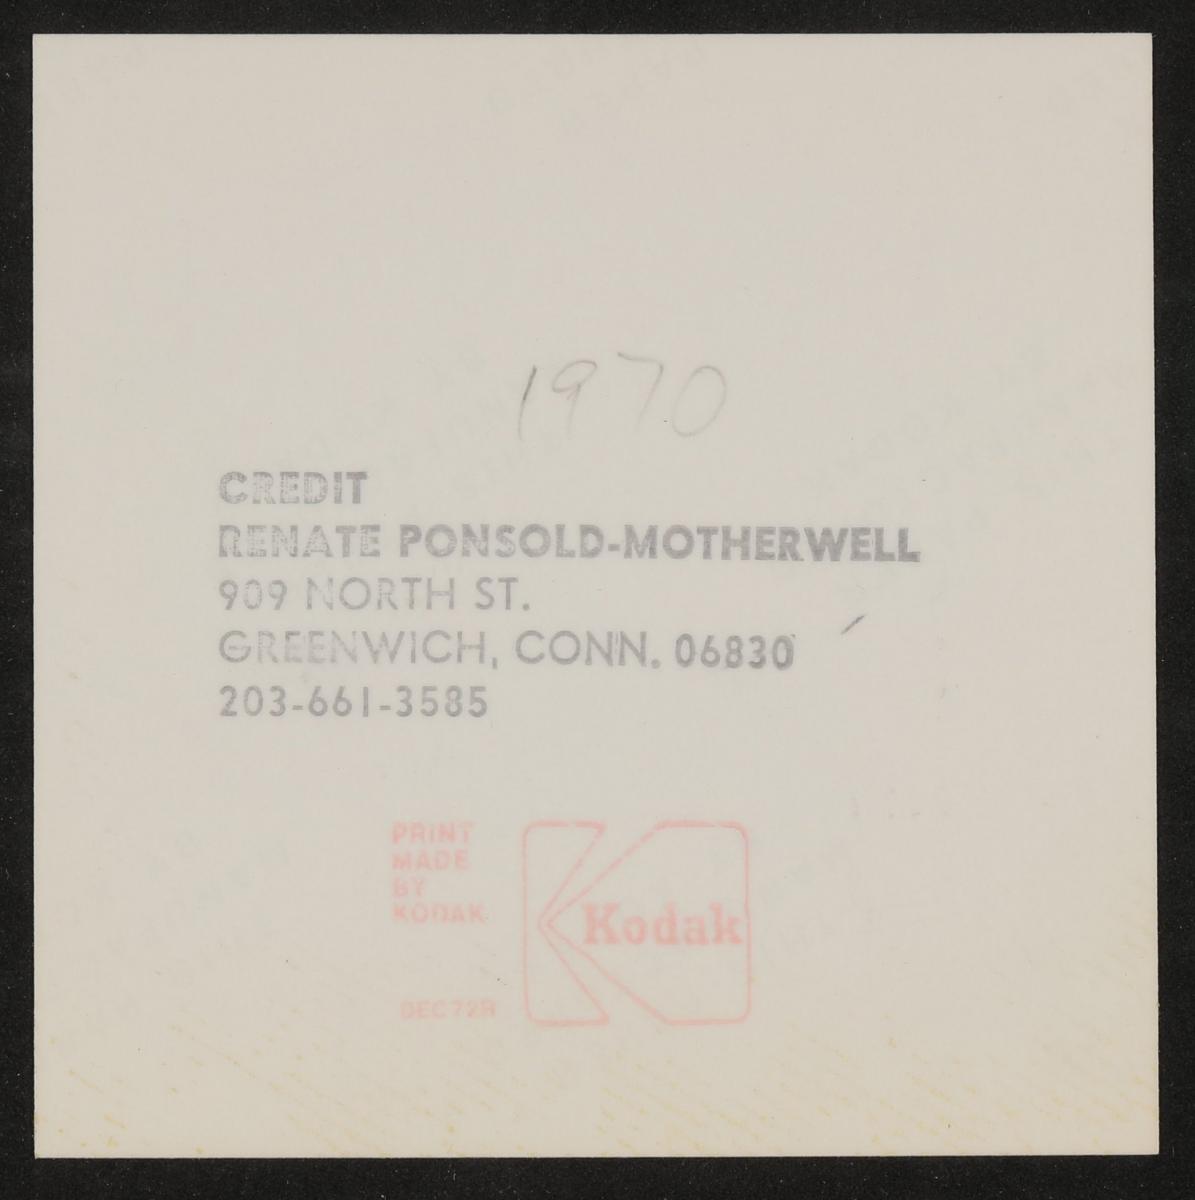 1970
CREDIT
RENATE PONSOLD-MOTHERWELL
909 NORTH ST.
GREENWICH, CONN. 06830
203-661-3585
PRINT
MADE
BY
KODAK
Kodak
DEC72R